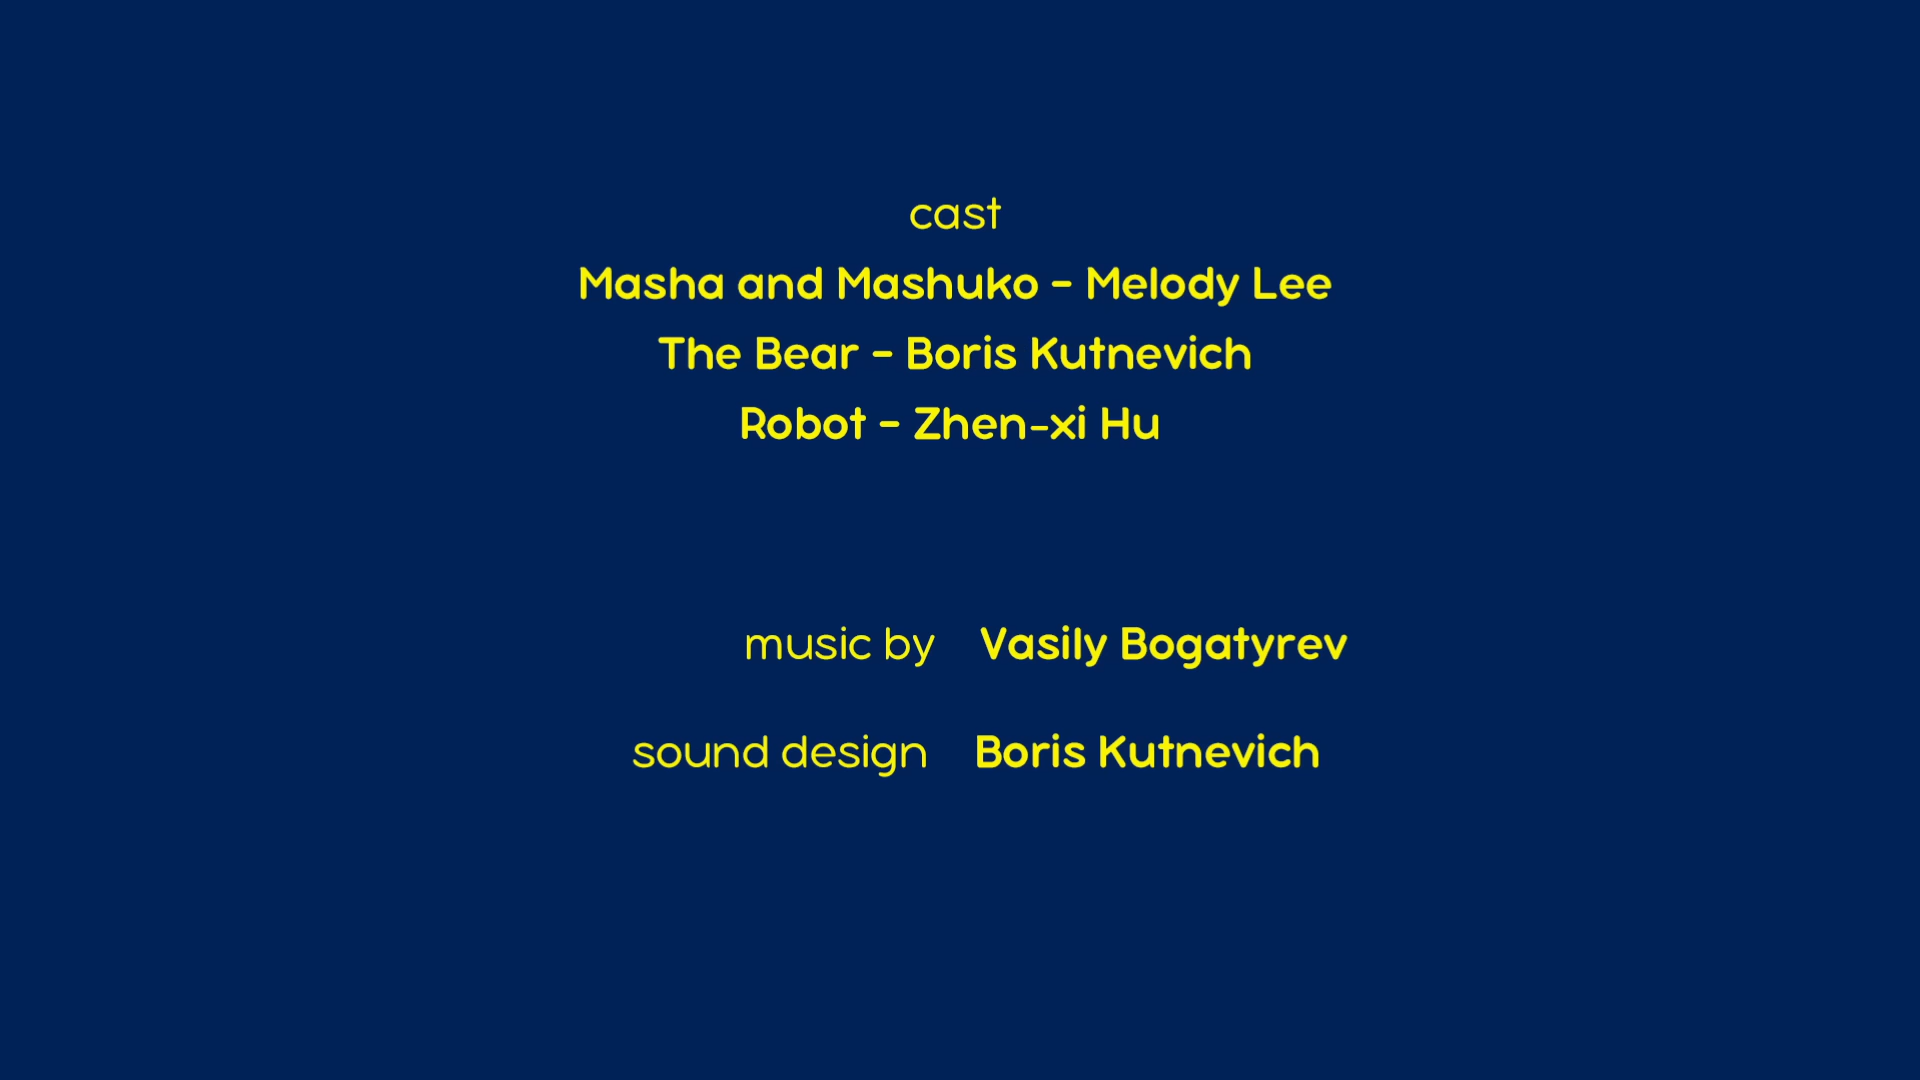 cast
Masha and Mashuko - Melody Lee
The Bear - Boris Kutnevich
Robot - Zhen-xi Hu
music by Vasily Bogatyrev
sound design Boris Kutnevich